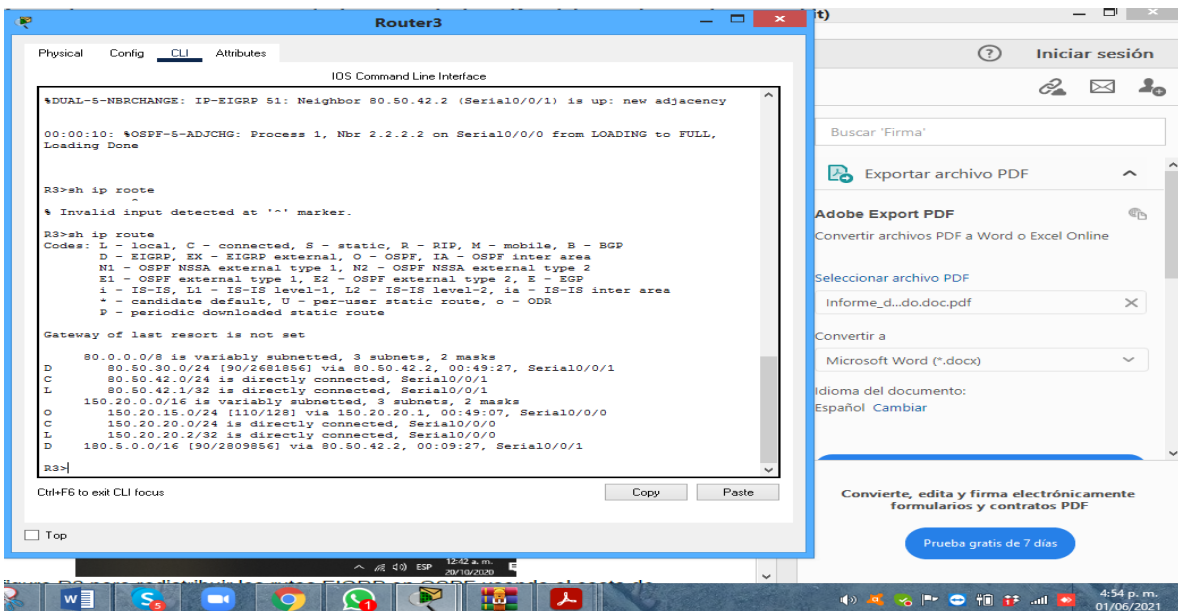 Router3
Physical Config CLI Attributes
IOS Command Line Interface
%DUAL-5-NBRCHANGE: IP-EIGRP 51: Neighbor 80.50.42.2 (Serial0/0/1) is up: new adjacency
00:00:10: %OSPF-5-ADJCHG: Process 1, Nbr 2.2.2.2 on Serial0/0/0 from LOADING to FULL,
Loading Done
R3>sh ip roote
^
% Invalid input detected at '^' marker.
R3>sh ip route
Codes: L - local, C - connected, S - static, R - RIP, M - mobile, B - BGP
D - EIGRP, EX - EIGRP external, O - OSPF, IA - OSPF inter area
N1 - OSPF NSSA external type 1, N2 - OSPF NSSA external type 2
E1 - OSPF external type 1, E2 - OSPF external type 2, E - EGP
i - IS-IS, L1 - IS-IS level-1, L2 - IS-IS level-2, ia - IS-IS inter area
* - candidate default, U - per-user static route, o - ODR
P - periodic downloaded static route
Gateway of last resort is not set
80.0.0.0/8 is variably subnetted, 3 subnets, 2 masks
D 80.50.30.0/24 [90/2681856] via 80.50.42.2, 00:49:27, Serial0/0/1
C 80.50.42.0/24 is directly connected, Serial0/0/1
L 80.50.42.1/32 is directly connected, Serial0/0/1
150.20.0.0/16 is variably subnetted, 3 subnets, 2 masks
O 150.20.15.0/24 [110/128] via 150.20.20.1, 00:49:07, Serial0/0/0
C 150.20.20.0/24 is directly connected, Serial0/0/0
L 150.20.20.2/32 is directly connected, Serial0/0/0
D 180.5.0.0/16 [90/2809856] via 80.50.42.2, 00:09:27, Serial0/0/1
R3>
Ctrl+F6 to exit CLI focus
Copy Paste
Top
it)
Iniciar sesión
Buscar 'Firma'
Exportar archivo PDF
Adobe Export PDF
Convertir archivos PDF a Word o Excel Online
Seleccionar archivo PDF
Informe_d...do.doc.pdf
Convertir a
Microsoft Word (*.docx)
Idioma del documento:
Español Cambiar
Convierte, edita y firma electrónicamente
formularios y contratos PDF
Prueba gratis de 7 días
ESP 12:42 a. m.
20/10/2020
4:54 p. m.
01/06/2021